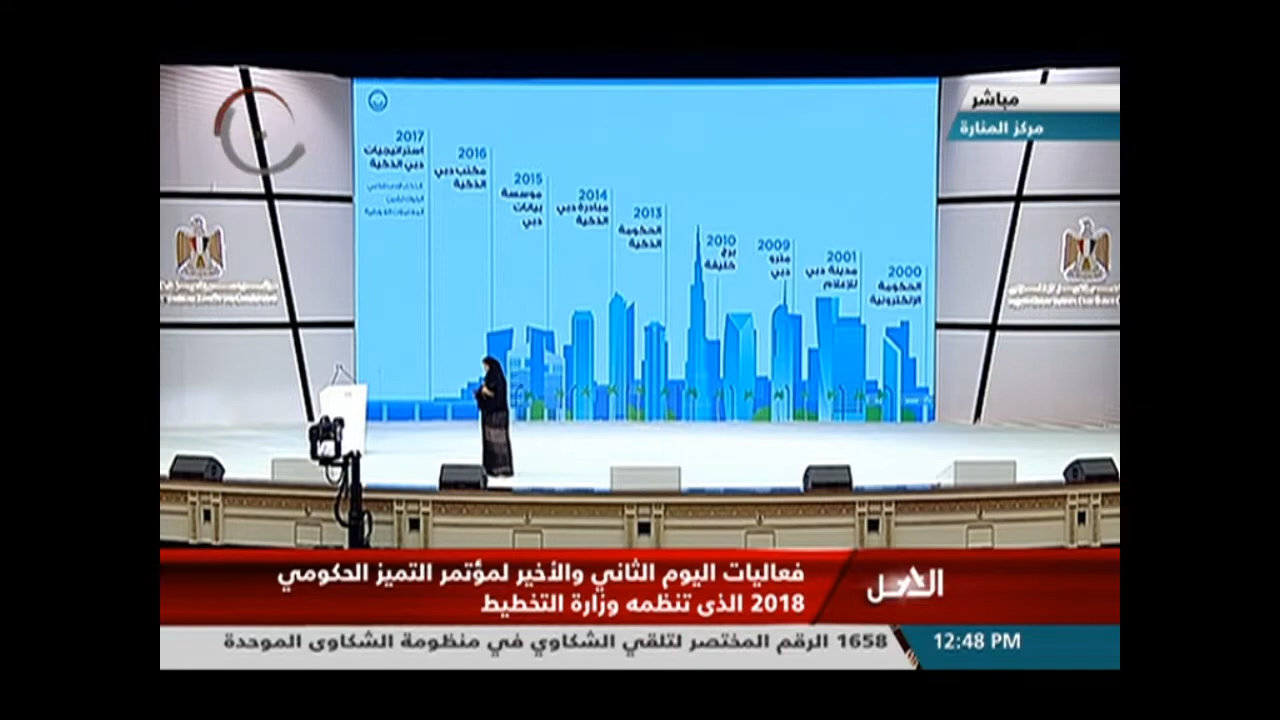 مباشر
مركز المنارة
2017
استراتيجيات
دبي الذكية
2016
مكتب دبي
الذكية
2015
موسسة
بيانات
دبي
2014
مبادرة دبي
الذكية
2013
الحكومة
الذكية
2010
برج
خليفة
2009
مترو
دبي
2001
مدينة دبي
للإعلام
2000
الحكومة
الإلكترونية
فعاليات اليوم الثاني والأخير لمؤتمر التميز الحكومي
2018 الذى تنظمه وزارة التخطيط
12:48 PM
1658 الرقم المختصر لتلقي الشكاوي في منظومة الشكاوى الموحدة